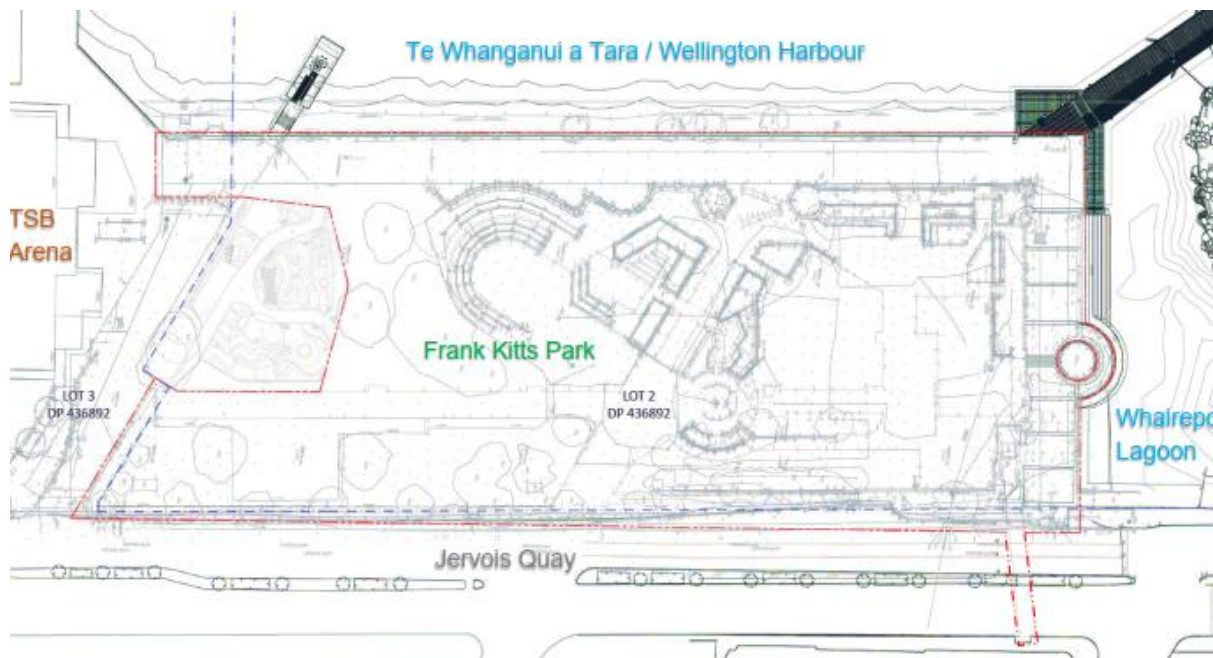 Te Whanganui a Tara / Wellington Harbour
TSB
Arena
Frank Kitts Park
LOT 3
DP 436892
LOT 2
DP 436892
Whairepo
Lagoon
Jervois Quay